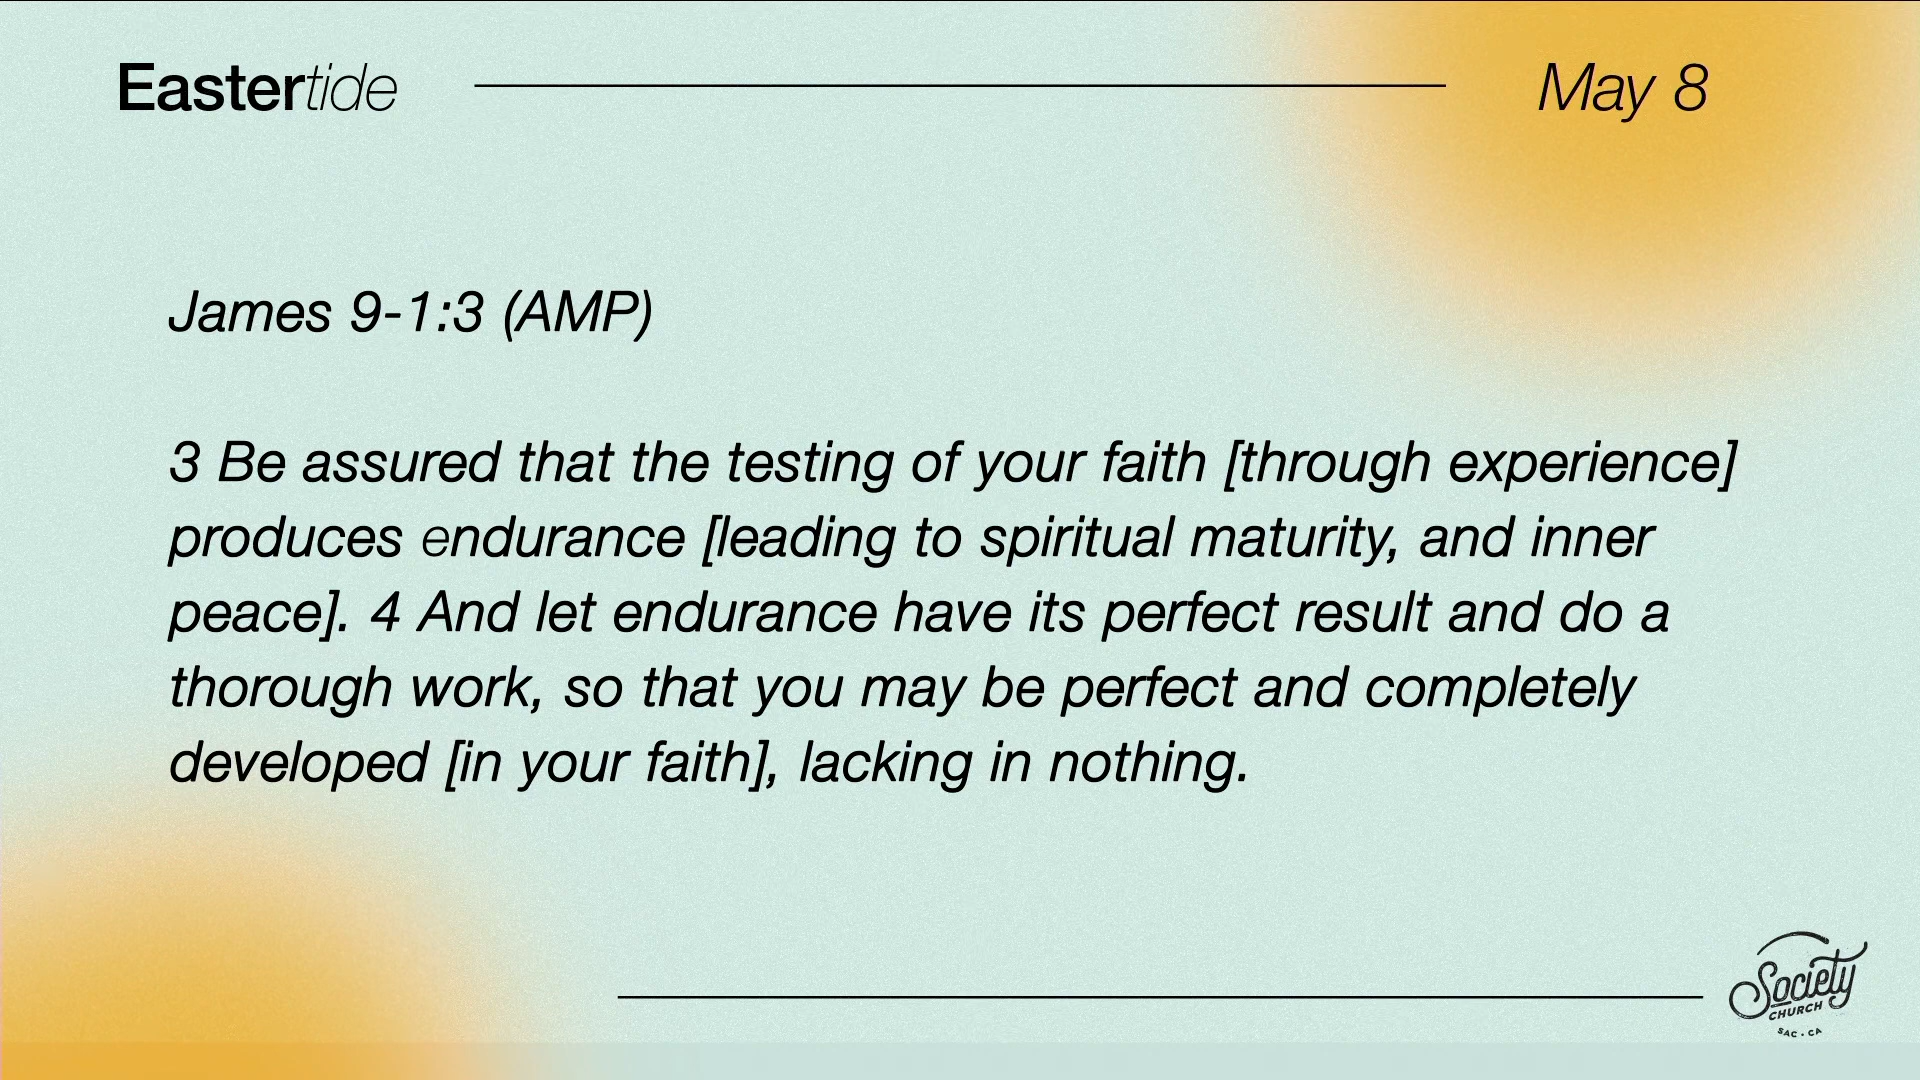 Eastertide
May 8
James 9-1:3 (AMP)
3 Be assured that the testing of your faith [through experience]
produces endurance [leading to spiritual maturity, and inner
peace]. 4 And let endurance have its perfect result and do a
thorough work, so that you may be perfect and completely
developed [in your faith], lacking in nothing.
Society
CHURCH
SAC . CA